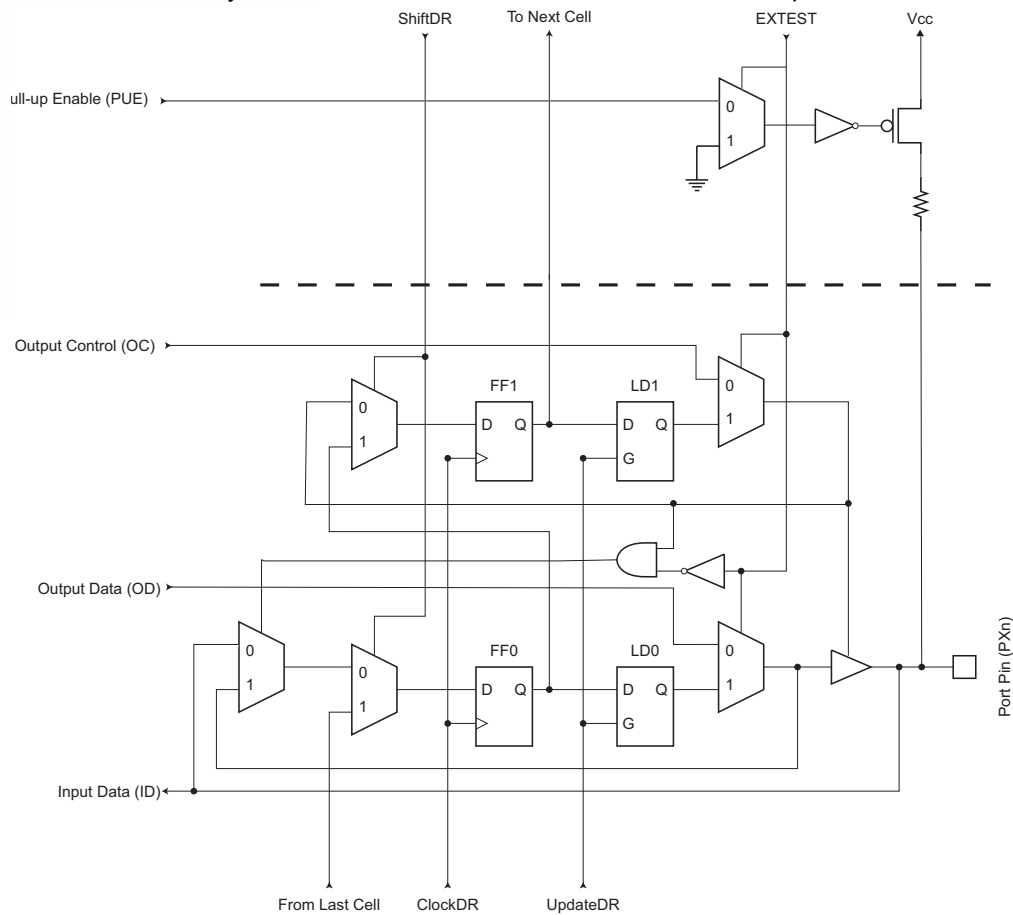 ShiftDR
To Next Cell
EXTEST
Vcc
ull-up Enable (PUE)
0
1
Output Control (OC)
FF1
LD1
0
1
0
1
D
Q
D
Q
G
Output Data (OD)
FF0
LD0
0
1
0
1
0
1
D
Q
D
Q
G
Port Pin (PXn)
Input Data (ID)
From Last Cell
ClockDR
UpdateDR